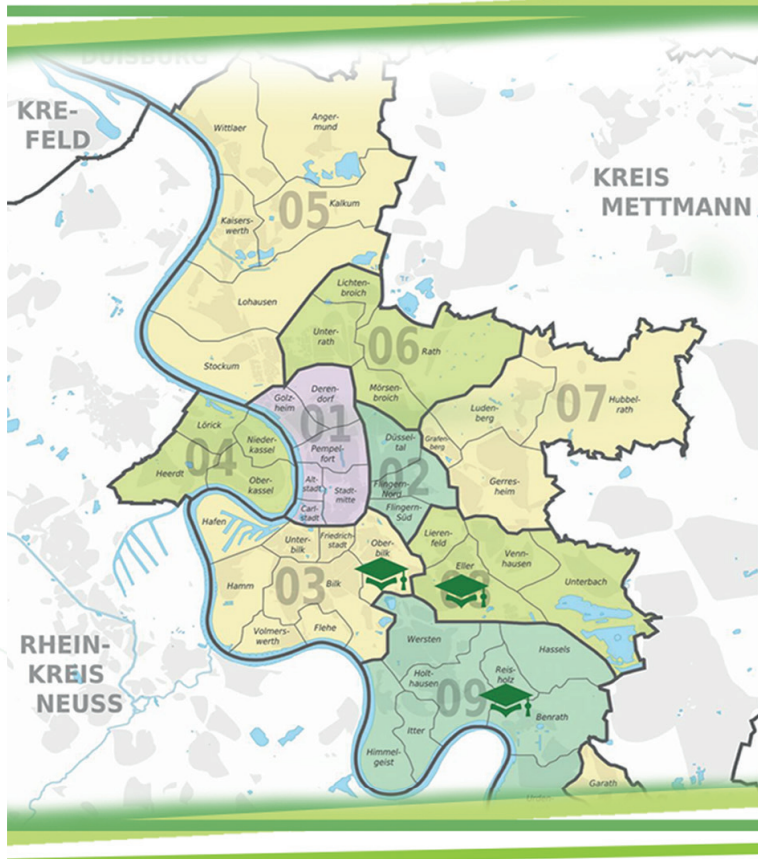 DUISBURG
KRE-
FELD
Wittlaer
Anger-
mund
KREIS
METTMANN
05
Kalkum
Kaisers-
werth
Lohausen
Stockum
Lichten-
broich
Unter-
rath
06
Rath
Mörsen-
broich
07
Hubbel-
rath
Luden-
berg
Grafen-
berg
Gerres-
heim
Golz-
heim
Deren-
dorf
01
Pempel-
fort
Alt-
stadt
Stadt-
mitte
Carl-
stadt
Düssel-
tal
02
Flingern-
Nord
Flingern-
Süd
Lörick
Nieder-
kassel
04
Heerdt
Ober-
kassel
Hafen
Unter-
bilk
Friedrich-
stadt
Ober-
bilk
03
Bilk
Hamm
Volmers-
werth
Flehe
Lieren-
feld
Eller
Venn-
hausen
Unterbach
RHEIN-
KREIS
NEUSS
Wersten
Hassels
Holt-
hausen
Reis-
holz
09
Benrath
Itter
Himmel-
geist
Garath